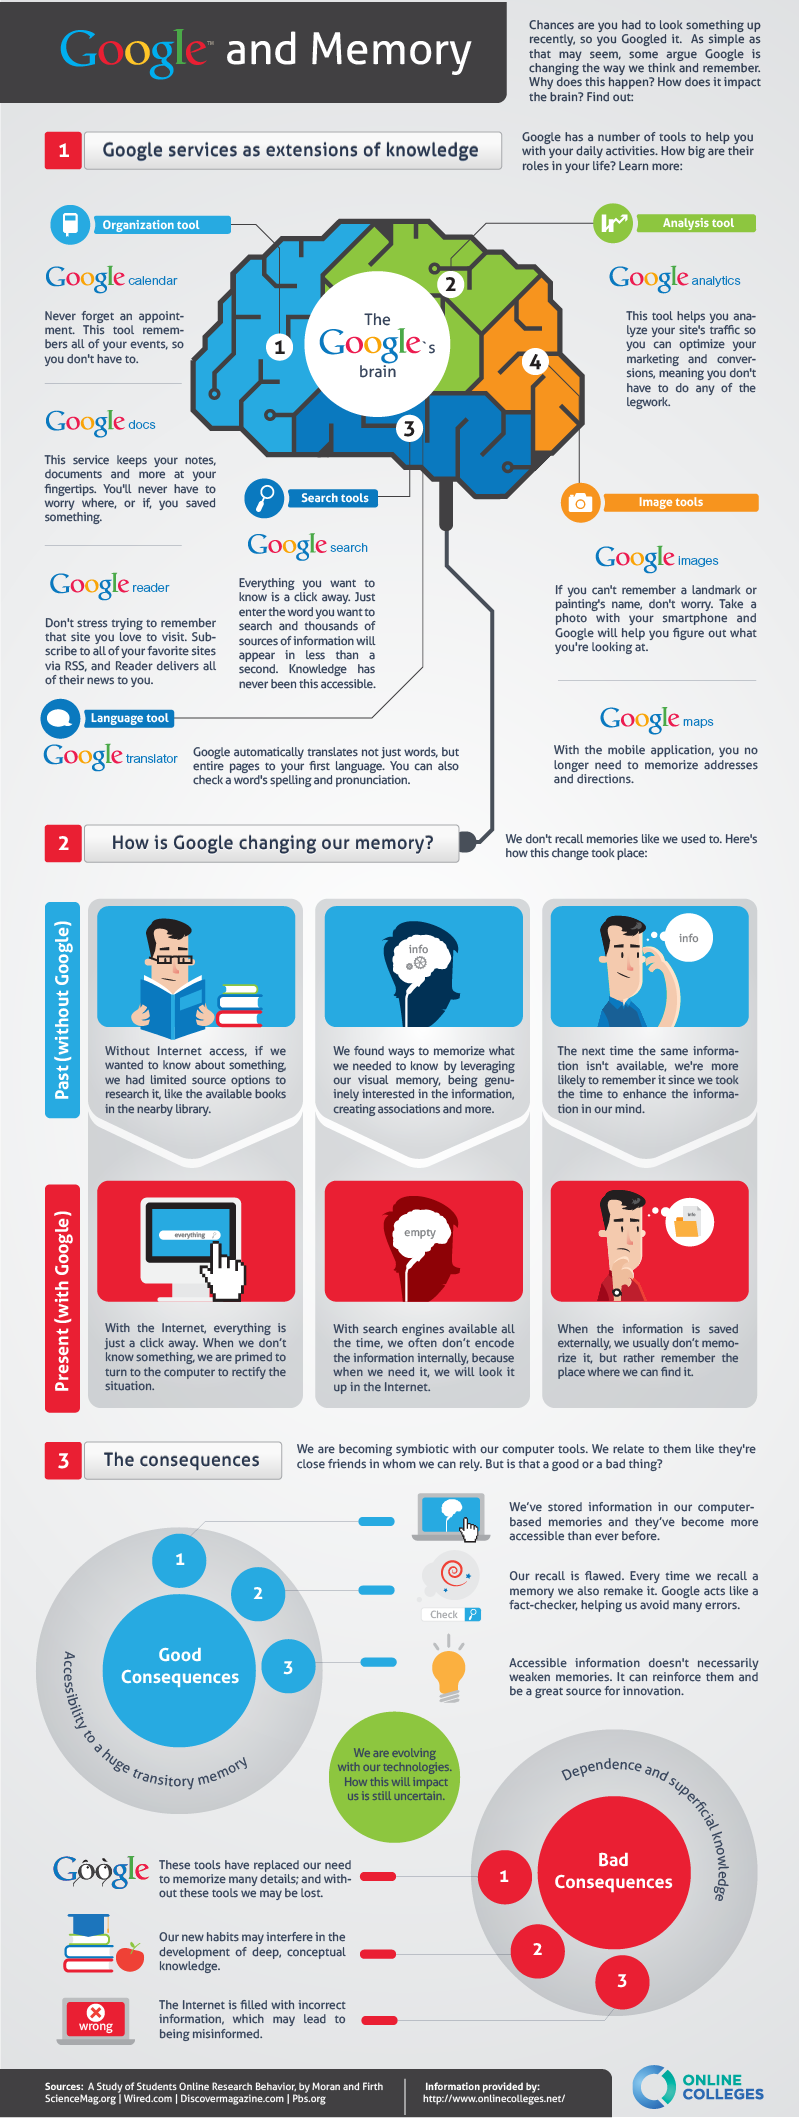 Google™ and Memory
Chances are you had to look something up
recently, so you Googled it. As simple as
that may seem, some argue Google is
changing the way we think and remember.
Why does this happen? How does it impact
the brain? Find out:
1
Google services as extensions of knowledge
Google has a number of tools to help you
with your daily activities. How big are their
roles in your life? Learn more:
Organization tool
Google calendar
Never forget an appoint-
ment. This tool remem-
bers all of your events, so
you don't have to.
Google docs
This service keeps your notes,
documents and more at your
fingertips. You'll never have to
worry where, or if, you saved
something.
Google reader
Don't stress trying to remember
that site you love to visit. Sub-
scribe to all of your favorite sites
via RSS, and Reader delivers all
of their news to you.
The
Google`s
brain
1
2
3
4
Analysis tool
Google analytics
This tool helps you ana-
lyze your site's traffic so
you can optimize your
marketing and conver-
sions, meaning you don't
have to do any of the
legwork.
Search tools
Google search
Everything you want to
know is a click away. Just
enter the word you want to
search and thousands of
sources of information will
appear in less than a
second. Knowledge has
never been this accessible.
Image tools
Google images
If you can't remember a landmark or
painting's name, don't worry. Take a
photo with your smartphone and
Google will help you figure out what
you're looking at.
Google maps
With the mobile application, you no
longer need to memorize addresses
and directions.
Language tool
Google translator
Google automatically translates not just words, but
entire pages to your first language. You can also
check a word's spelling and pronunciation.
2
How is Google changing our memory?
We don't recall memories like we used to. Here's
how this change took place:
Past (without Google)
info
info
Without Internet access, if we
wanted to know about something,
we had limited source options to
research it, like the available books
in the nearby library.
We found ways to memorize what
we needed to know by leveraging
our visual memory, being genu-
inely interested in the information,
creating associations and more.
The next time the same informa-
tion isn't available, we're more
likely to remember it since we took
the time to enhance the informa-
tion in our mind.
Present (with Google)
everything
empty
info
With the Internet, everything is
just a click away. When we don't
know something, we are primed to
turn to the computer to rectify the
situation.
With search engines available all
the time, we often don't encode
the information internally, because
when we need it, we will look it
up in the Internet.
When the information is saved
externally, we usually don't memo-
rize it, but rather remember the
place where we can find it.
3
The consequences
We are becoming symbiotic with our computer tools. We relate to them like they're
close friends in whom we can rely. But is that a good or a bad thing?
Good
Consequences
Accessibility to a huge transitory memory
1
We've stored information in our computer-
based memories and they've become more
accessible than ever before.
2
Check
Our recall is flawed. Every time we recall a
memory we also remake it. Google acts like a
fact-checker, helping us avoid many errors.
3
Accessible information doesn't necessarily
weaken memories. It can reinforce them and
be a great source for innovation.
We are evolving
with our technologies.
How this will impact
us is still uncertain.
Bad
Consequences
Dependence and superficial knowledge
Gôògle
These tools have replaced our need
to memorize many details; and with-
out these tools we may be lost.
1
Our new habits may interfere in the
development of deep, conceptual
knowledge.
2
wrong
The Internet is filled with incorrect
information, which may lead to
being misinformed.
3
Sources: A Study of Students Online Research Behavior, by Moran and Firth
ScienceMag.org | Wired.com | Discovermagazine.com | Pbs.org
Information provided by:
http://www.onlinecolleges.net/
ONLINE
COLLEGES